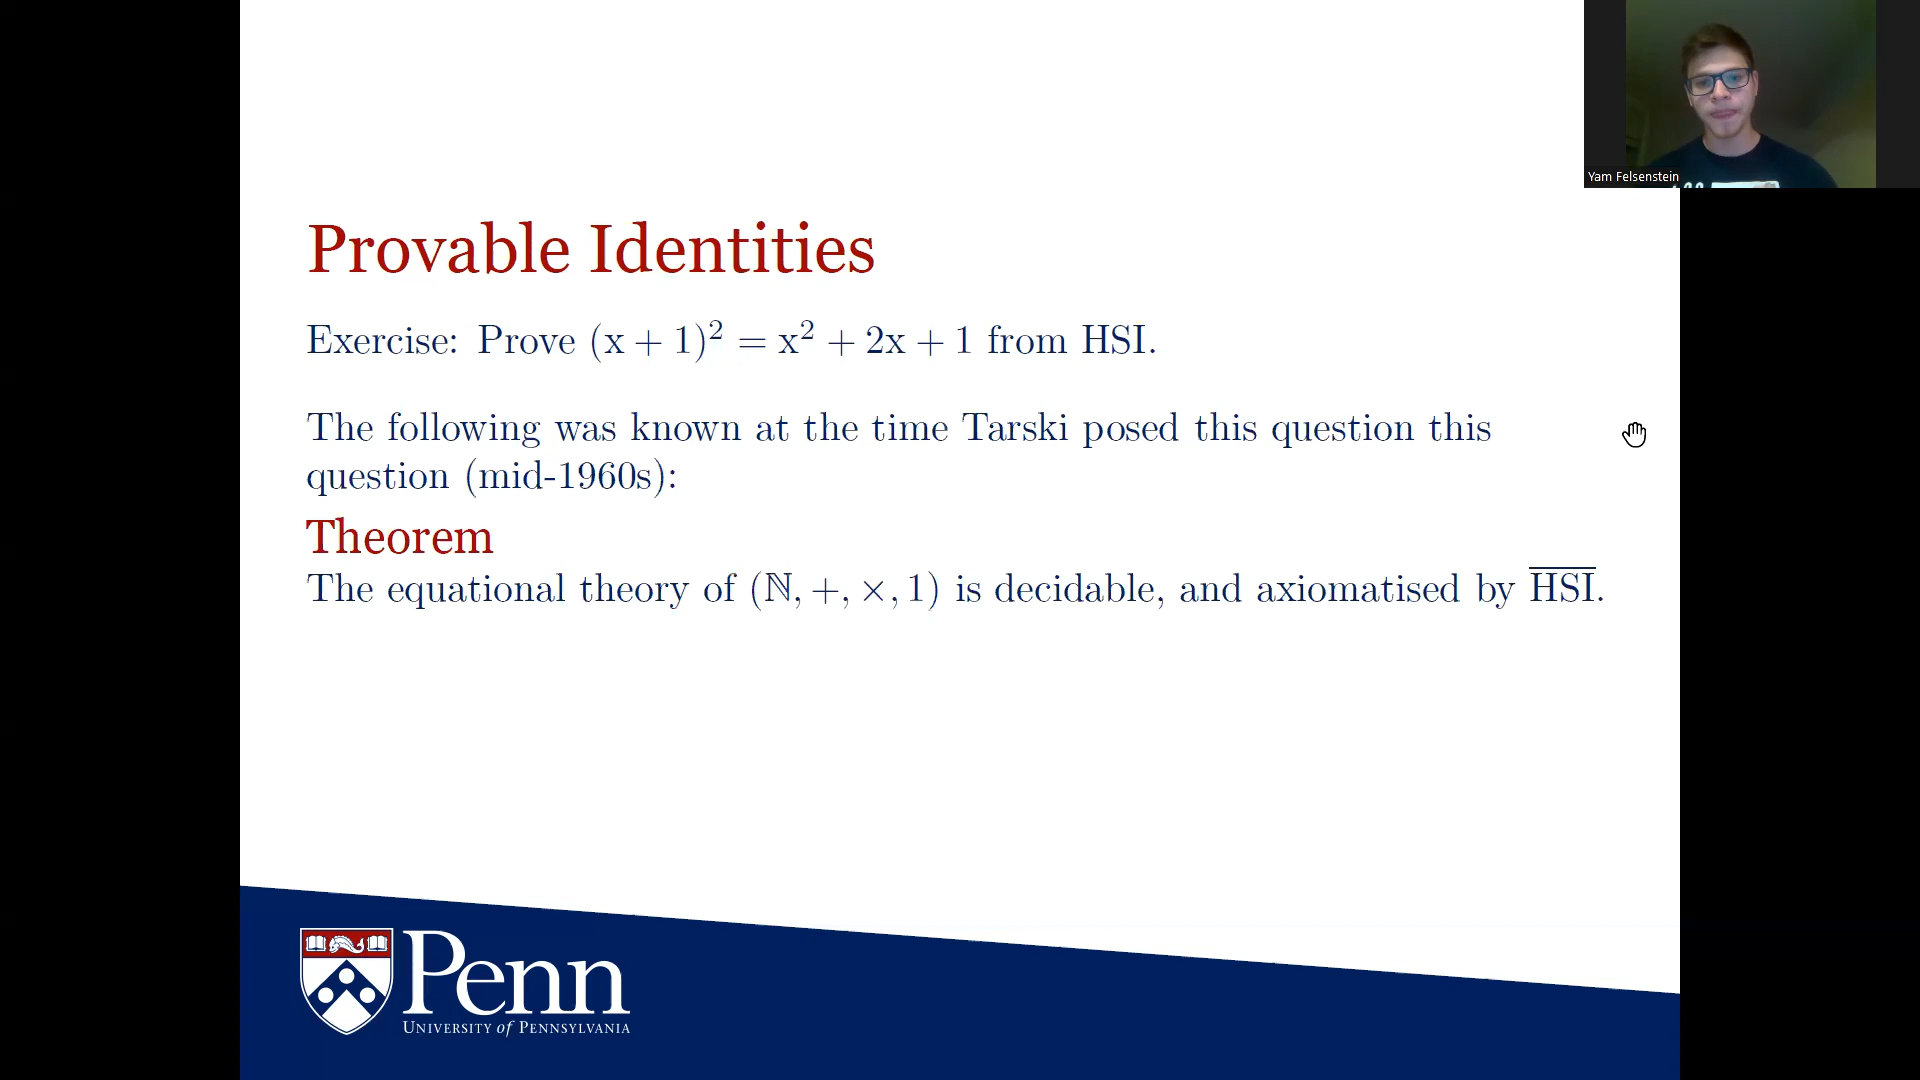 Yam Felsenstein
Provable Identities
Exercise: Prove (x + 1)² = x² + 2x + 1 from HSI.
The following was known at the time Tarski posed this question this
question (mid-1960s):
Theorem
The equational theory of (ℕ, +, ×, 1) is decidable, and axiomatised by H̅S̅I̅.
Penn
UNIVERSITY of PENNSYLVANIA